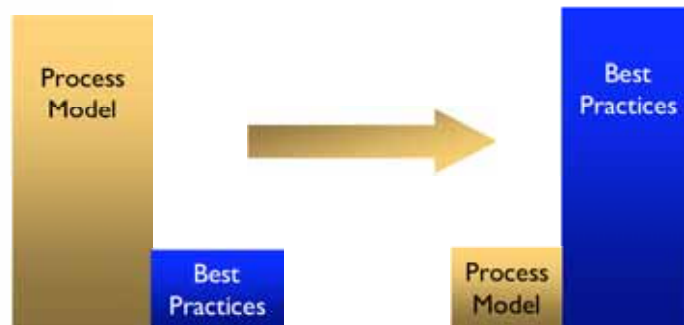 Process
Model
Best
Practices
Process
Model
Best
Practices